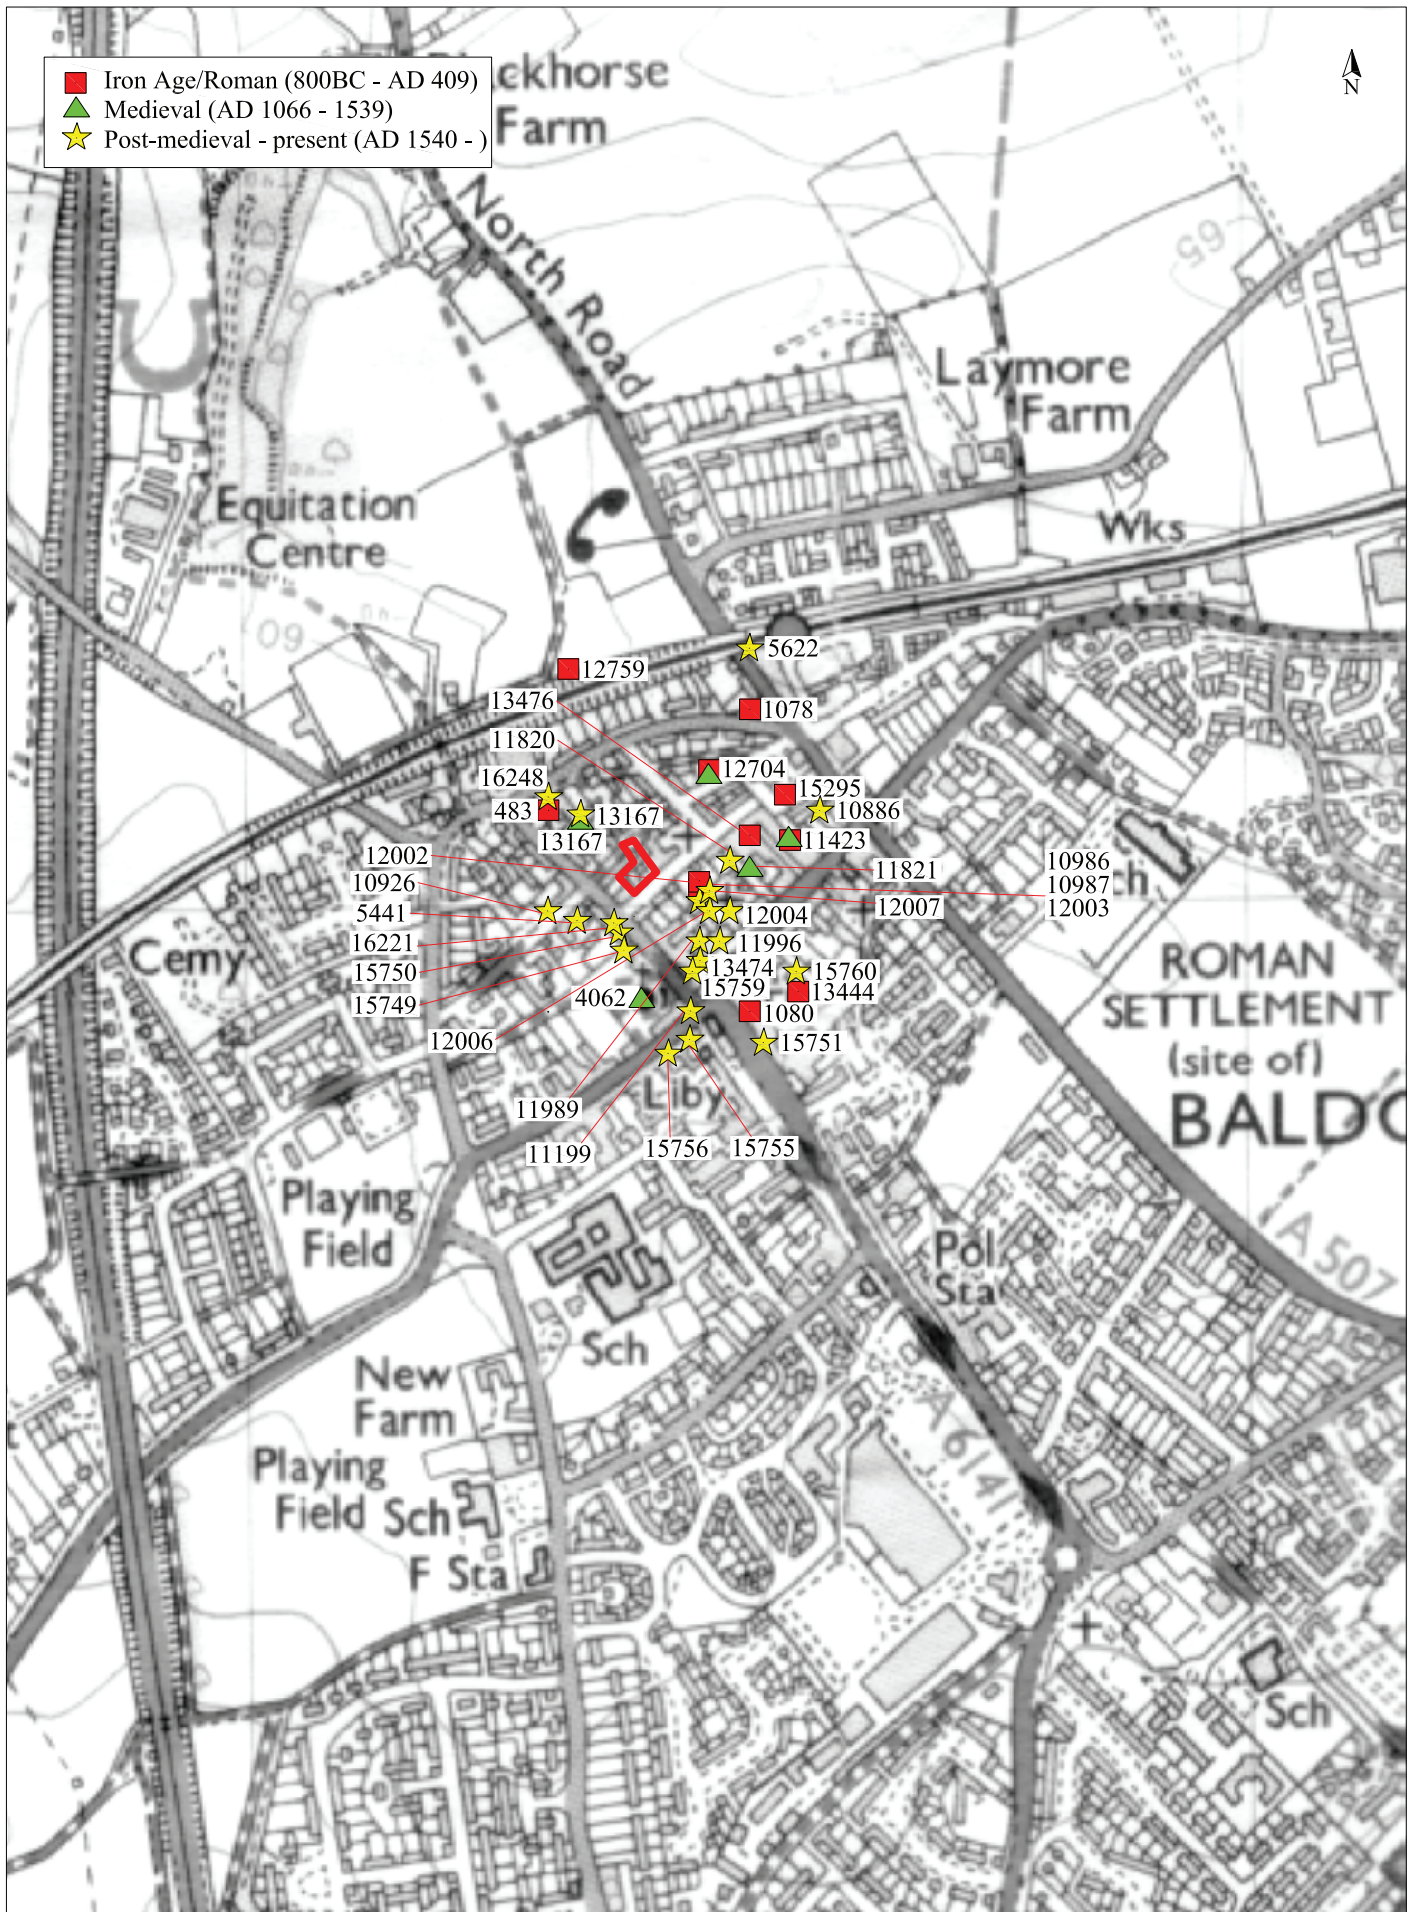 Iron Age/Roman (800BC - AD 409)
Medieval (AD 1066 - 1539)
Post-medieval - present (AD 1540 - )
N
Farm
North Road
65
Laymore
Farm
Equitation
Centre
Wks
60
5622
12759
13476
1078
11820
12704
16248
15295
483
13167
10886
13167
11423
12002
11821
10986
10926
10987
5441
12007
12003
12004
16221
11996
Cemy
15750
13474
15760
ROMAN
15749
4062
15759
13444
SETTLEMENT
1080
12006
15751
(site of)
11989
Liby
BALDO
11199
15756
15755
Playing
Field
A 507
Pol
Sta
Sch
New
Farm
A 6141
Playing
Field
Sch
F Sta
Sch